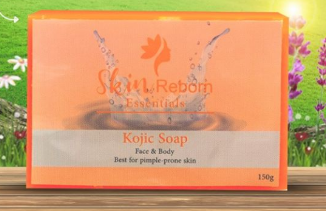 Skin Reborn
Essentials
Kojic Soap
Face & Body
Best for pimple-prone skin
150g